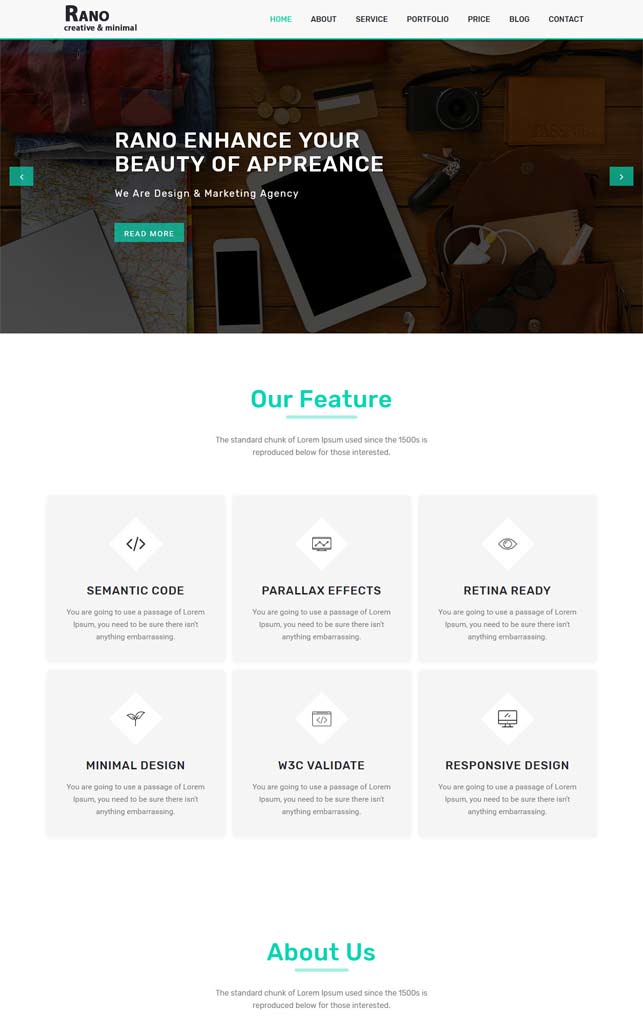 RANO
creative & minimal
HOME ABOUT SERVICE PORTFOLIO PRICE BLOG CONTACT
RANO ENHANCE YOUR
BEAUTY OF APPREANCE
We Are Design & Marketing Agency
READ MORE
Our Feature
The standard chunk of Lorem Ipsum used since the 1500s is
reproduced below for those interested.
SEMANTIC CODE
You are going to use a passage of Lorem
Ipsum, you need to be sure there isn't
anything embarrassing.
PARALLAX EFFECTS
You are going to use a passage of Lorem
Ipsum, you need to be sure there isn't
anything embarrassing.
RETINA READY
You are going to use a passage of Lorem
Ipsum, you need to be sure there isn't
anything embarrassing.
MINIMAL DESIGN
You are going to use a passage of Lorem
Ipsum, you need to be sure there isn't
anything embarrassing.
W3C VALIDATE
You are going to use a passage of Lorem
Ipsum, you need to be sure there isn't
anything embarrassing.
RESPONSIVE DESIGN
You are going to use a passage of Lorem
Ipsum, you need to be sure there isn't
anything embarrassing.
About Us
The standard chunk of Lorem Ipsum used since the 1500s is
reproduced below for those interested.